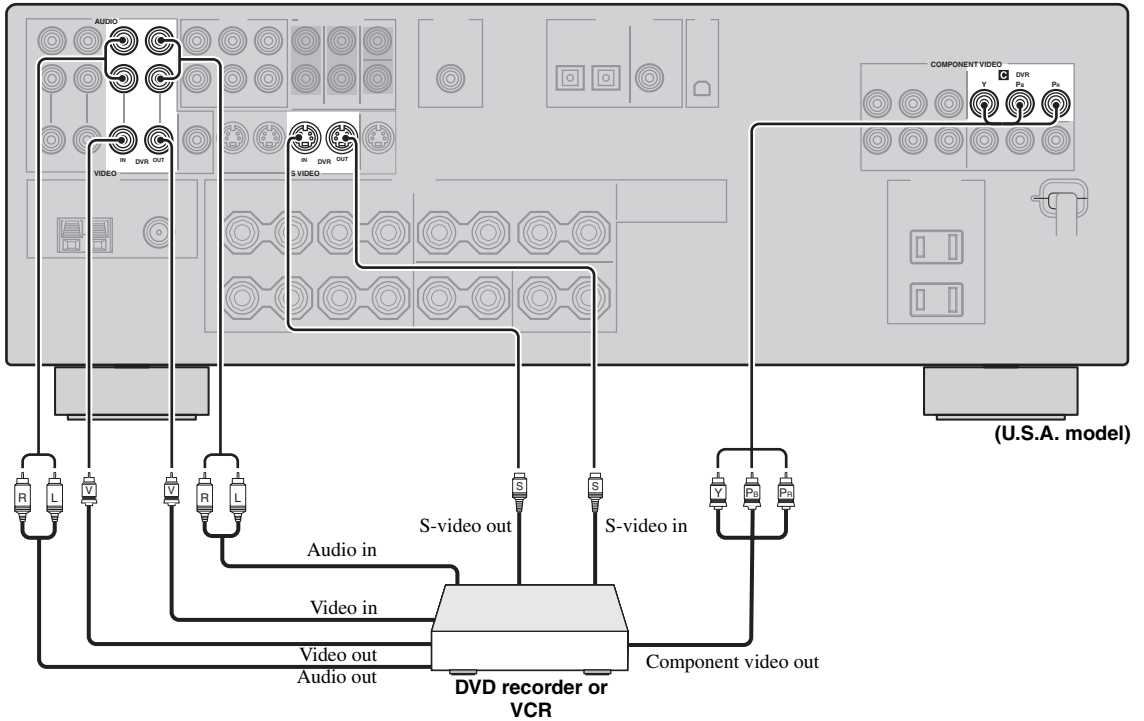 AUDIO
COMPONENT VIDEO
C DVR
Y PB PR
IN DVR OUT
IN DVR OUT
VIDEO
S VIDEO
(U.S.A. model)
R L V V R L S S Y PB PR
S-video out
S-video in
Audio in
Video in
Video out
Audio out
Component video out
DVD recorder or
VCR